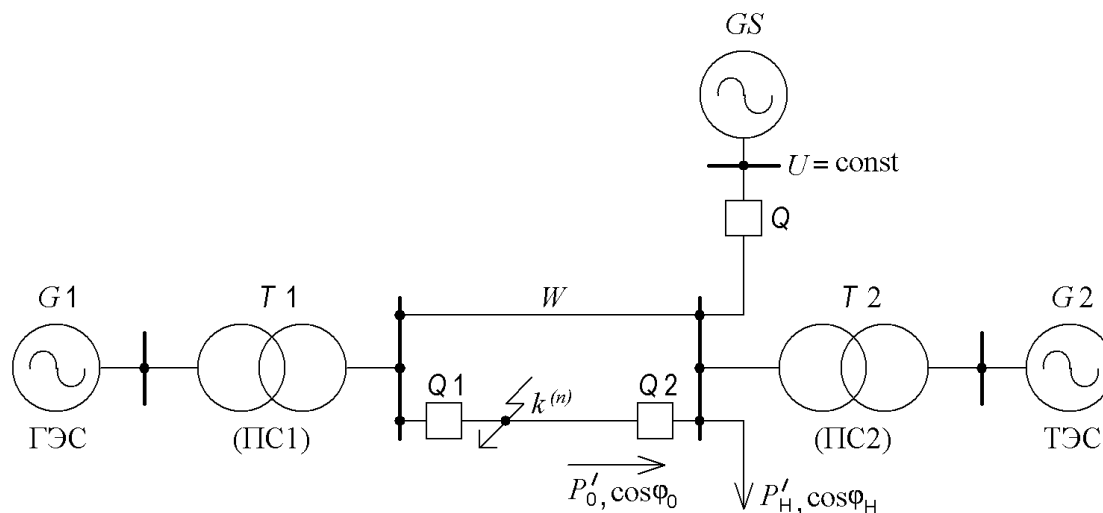 GS
U = const
Q
G1 T1 W T2 G2
Q1 k⁽ⁿ⁾ Q2
ГЭС (ПС1) (ПС2) ТЭС
P′₀, cosφ₀ P′Н, cosφН